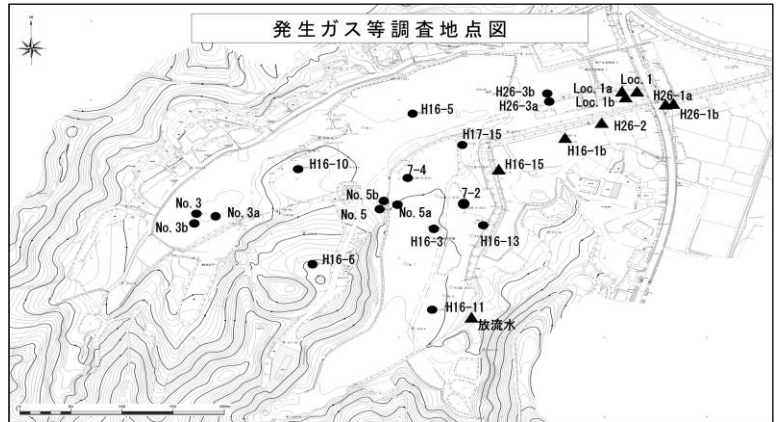 発生ガス等調査地点図
N
H26-3b
Loc. 1a
Loc. 1
H26-3a
Loc. 1b
H26-1a
H26-1b
H16-5
H26-2
H17-15
H16-1b
H16-10
7-4
H16-15
No. 3
No. 3a
No. 5b
7-2
No. 3b
No. 5
No. 5a
H16-3
H16-13
H16-6
H16-11
放流水